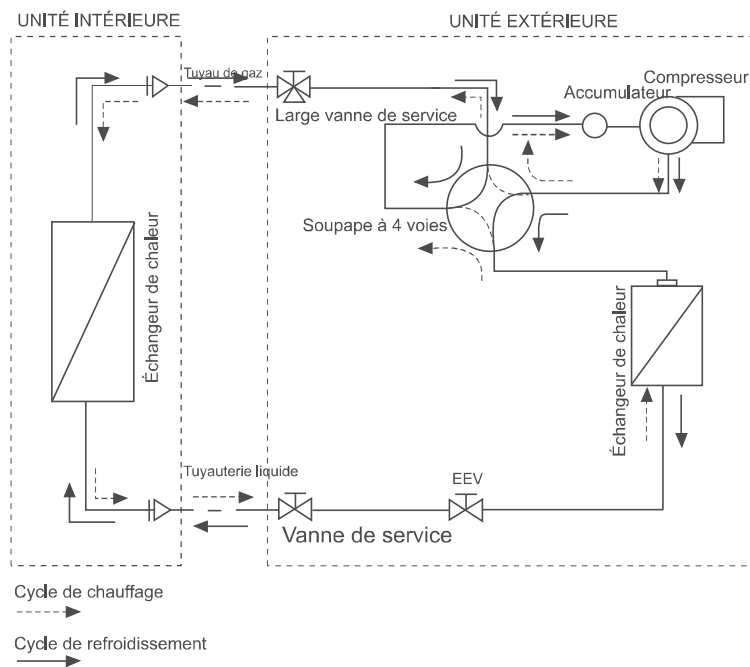 UNITÉ INTÉRIEURE
UNITÉ EXTÉRIEURE
Tuyau de gaz
Compresseur
Accumulateur
Large vanne de service
Soupape à 4 voies
Échangeur de chaleur
Échangeur de chaleur
Tuyauterie liquide
EEV
Vanne de service
Cycle de chauffage
Cycle de refroidissement